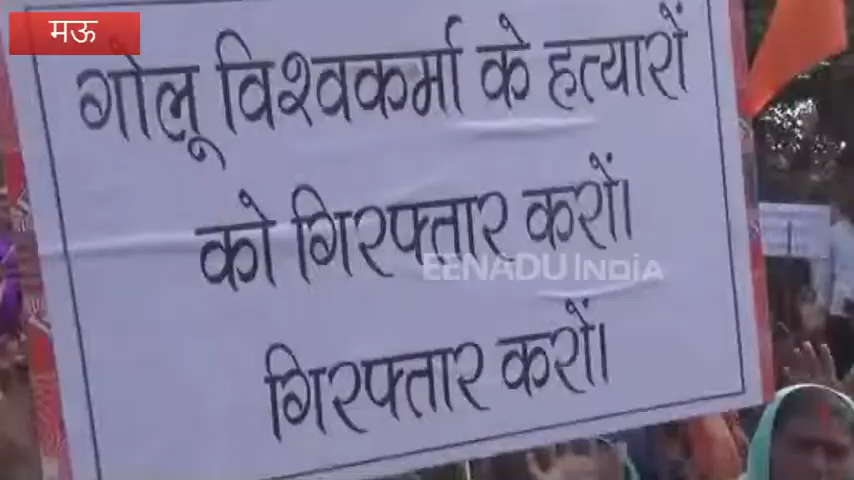 मऊ
गोलू विश्वकर्मा के हत्यारों
को गिरफ्तार करों।
EENADU INDIA
गिरफ्तार करों।